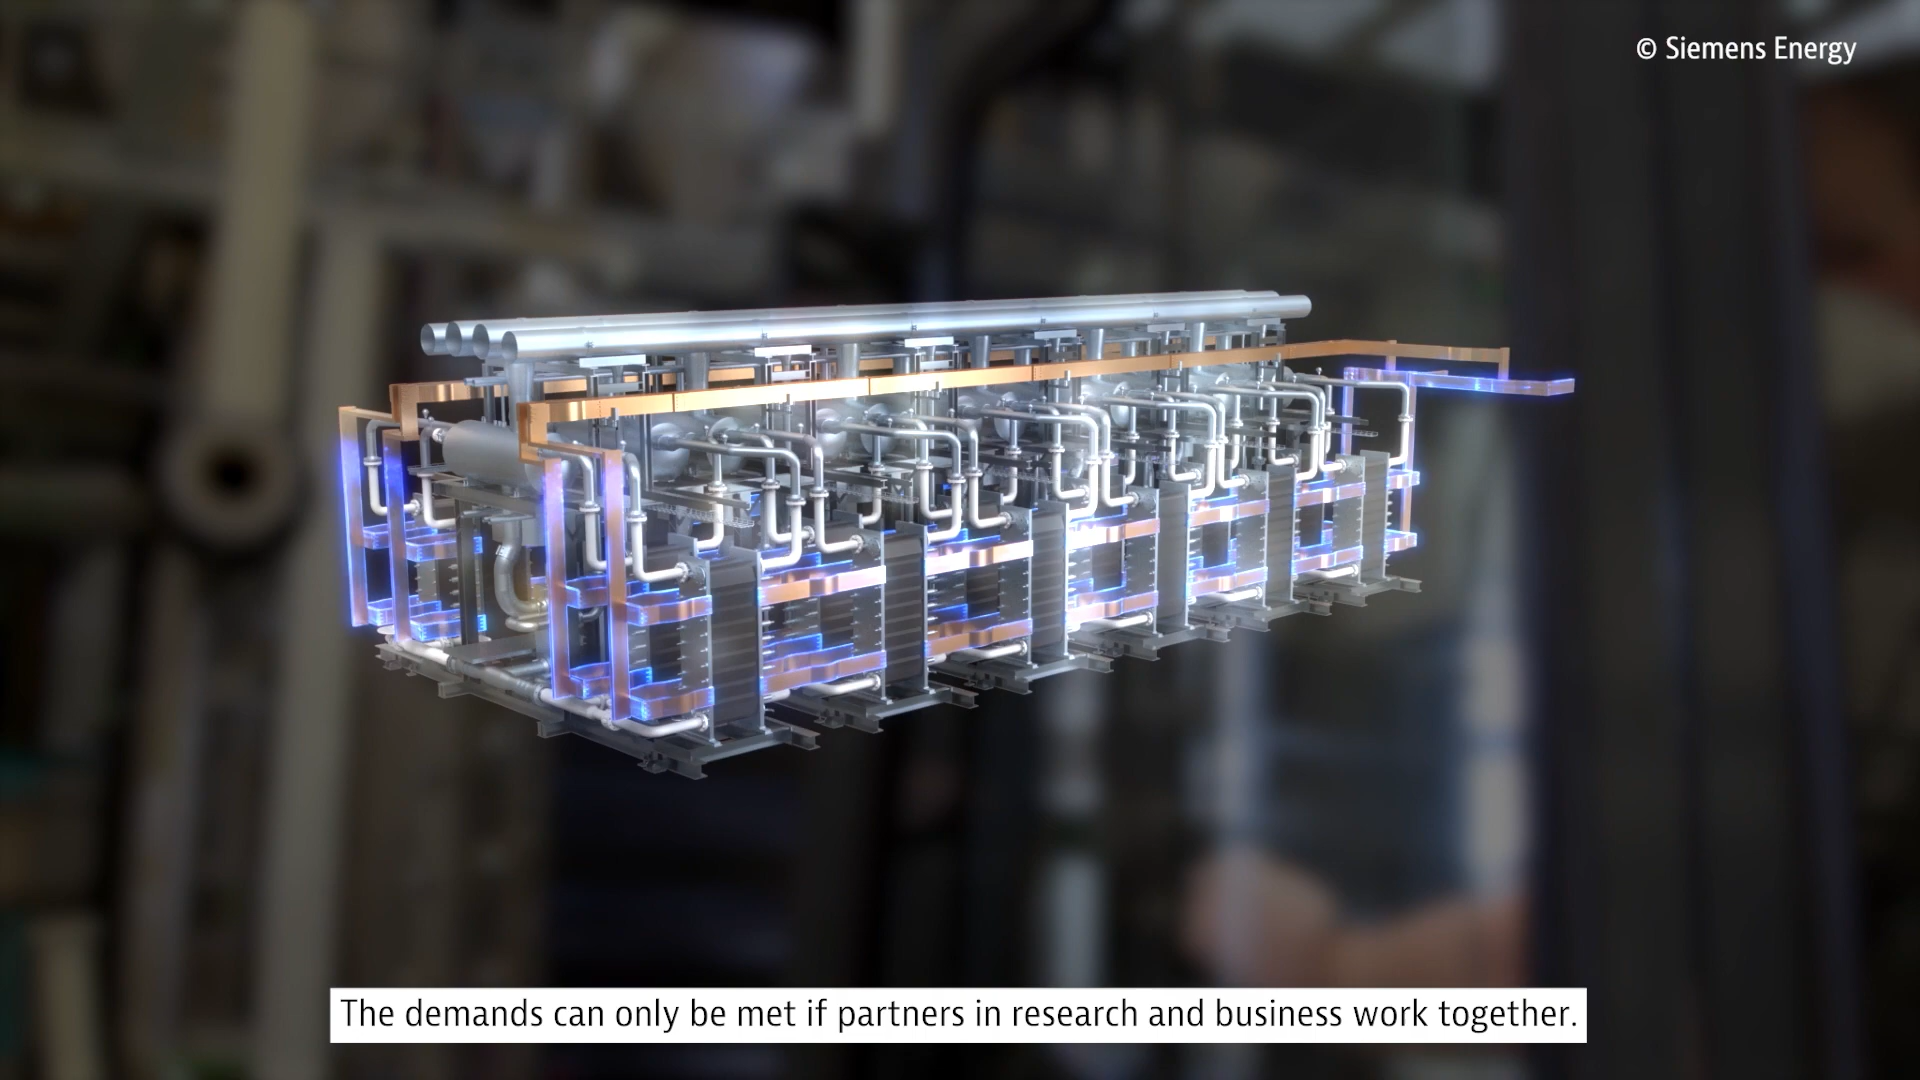 © Siemens Energy
The demands can only be met if partners in research and business work together.